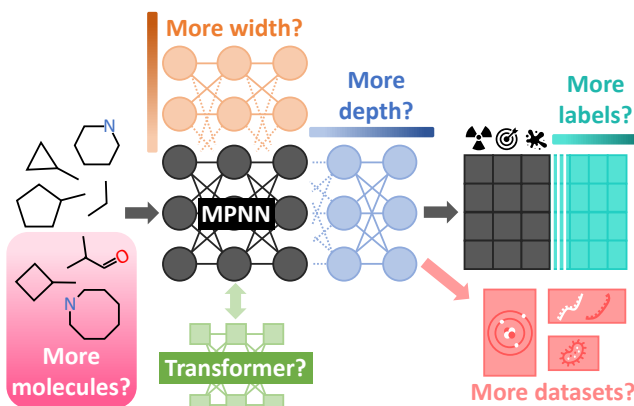 More width?
More
depth?
More
labels?
N
MPNN
O
N
More
molecules?
Transformer?
More datasets?